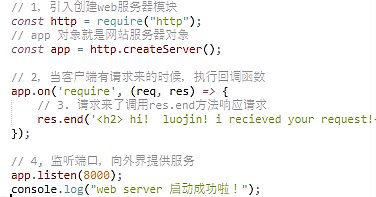 // 1, 引入创建web服务器模块
const http = require("http");
// app 对象就是网站服务器对象
const app = http.createServer();
// 2, 当客户端有请求来的时候, 执行回调函数
app.on('require', (req, res) => {
// 3. 请求来了调用res.end方法响应请求
res.end('<h2> hi!  luojin! i recieved your request!
});
// 4, 监听端口, 向外界提供服务
app.listen(8000);
console.log("web server 启动成功啦！");